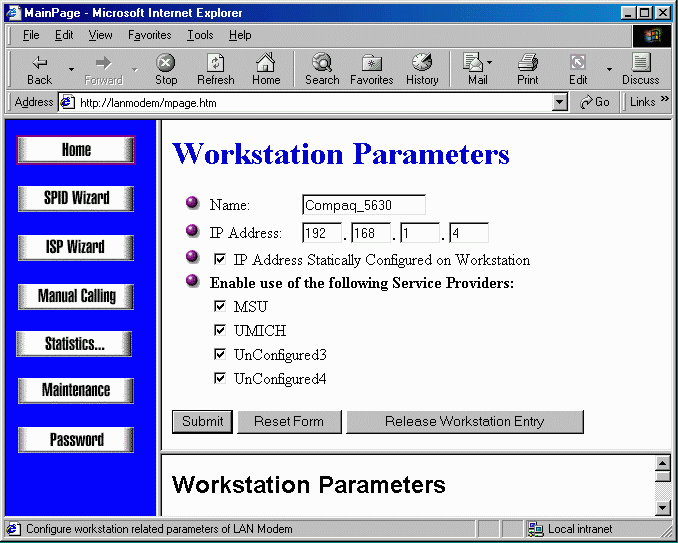 MainPage - Microsoft Internet Explorer
File Edit View Favorites Tools Help
Back Forward Stop Refresh Home Search Favorites History Mail Print Edit Discuss
Address http://lanmodem/mpage.htm Go Links »
Home
SPID Wizard
ISP Wizard
Manual Calling
Statistics...
Maintenance
Password
Workstation Parameters
Name: Compaq_5630
IP Address: 192 . 168 . 1 . 4
IP Address Statically Configured on Workstation
Enable use of the following Service Providers:
MSU
UMICH
UnConfigured3
UnConfigured4
Submit Reset Form Release Workstation Entry
Workstation Parameters
Configure workstation related parameters of LAN Modem Local intranet